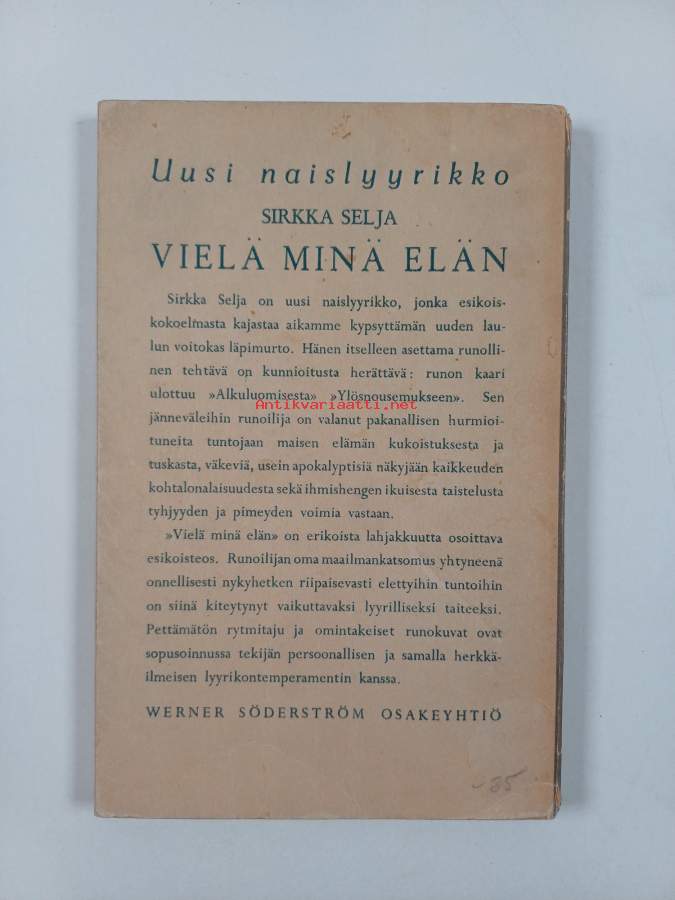 Uusi naislyyrikko
SIRKKA SELJA
VIELÄ MINÄ ELÄN
Sirkka Selja on uusi naislyyrikko, jonka esikois-
kokoelmasta kajastaa aikamme kypsyttämän uuden lau-
lun voitokas läpimurto. Hänen itselleen asettama runolli-
nen tehtävä on kunnioitusta herättävä: runon kaari
ulottuu »Alkuluomisesta» »Ylösnousemukseen». Sen
Antikvariaatti.net
jänneväleihin runoilija on valanut pakanallisen hurmioi-
tuneita tuntojaan maisen elämän kukoistuksesta ja
tuskasta, väkeviä, usein apokalyptisiä näkyjään kaikkeuden
kohtalonalaisuudesta sekä ihmishengen ikuisesta taistelusta
tyhjyyden ja pimeyden voimia vastaan.
»Vielä minä elän» on erikoista lahjakkuutta osoittava
esikoisteos. Runoilijan oma maailmankatsomus yhtyneenä
onnellisesti nykyhetken riipaisevasti elettyihin tuntoihin
on siinä kiteytynyt vaikuttavaksi lyyrilliseksi taiteeksi.
Pettämätön rytmitaju ja omintakeiset runokuvat ovat
sopusoinnussa tekijän persoonallisen ja samalla herkkä-
ilmeisen lyyrikontemperamentin kanssa.
WERNER SÖDERSTRÖM OSAKEYHTIÖ
-85